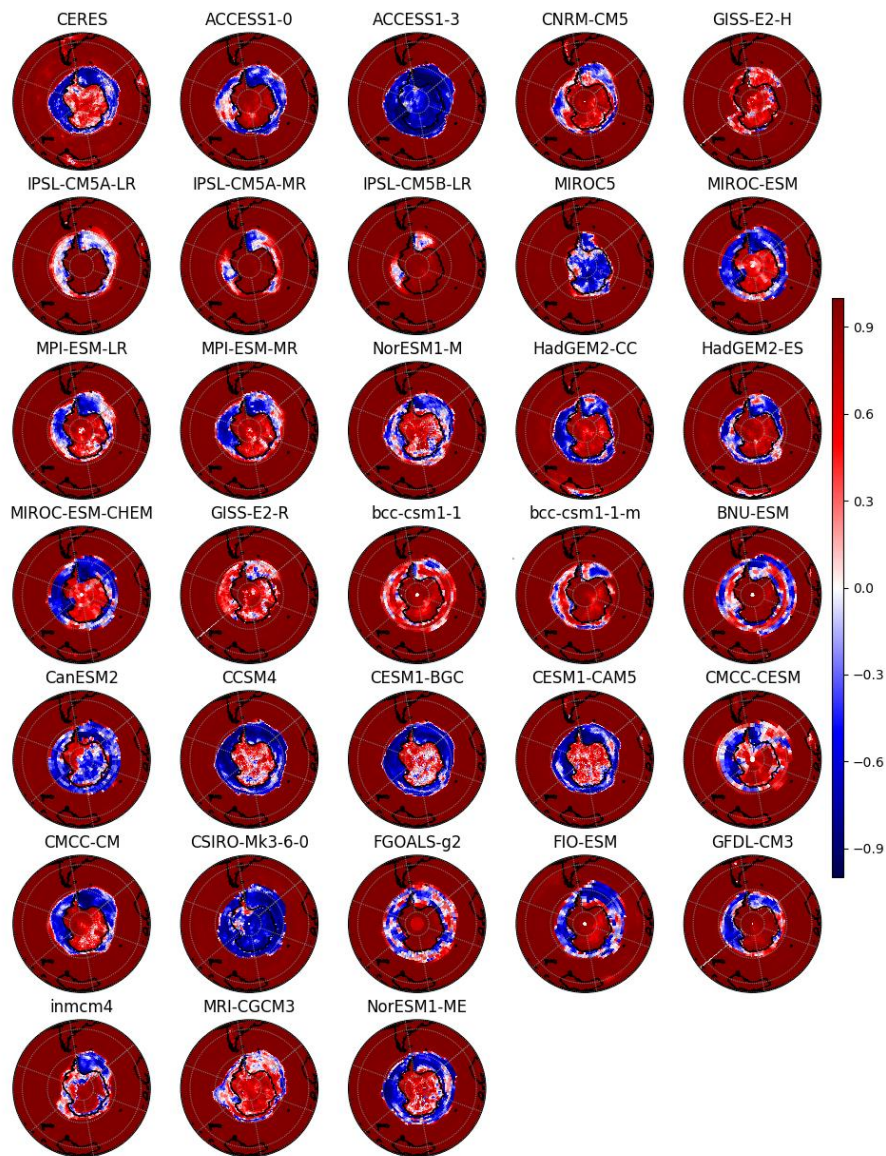 CERES ACCESS1-0 ACCESS1-3 CNRM-CM5 GISS-E2-H
IPSL-CM5A-LR IPSL-CM5A-MR IPSL-CM5B-LR MIROC5 MIROC-ESM
MPI-ESM-LR MPI-ESM-MR NorESM1-M HadGEM2-CC HadGEM2-ES
MIROC-ESM-CHEM GISS-E2-R bcc-csm1-1 bcc-csm1-1-m BNU-ESM
CanESM2 CCSM4 CESM1-BGC CESM1-CAM5 CMCC-CESM
CMCC-CM CSIRO-Mk3-6-0 FGOALS-g2 FIO-ESM GFDL-CM3
inmcm4 MRI-CGCM3 NorESM1-ME
0.9
0.6
0.3
0.0
−0.3
−0.6
−0.9